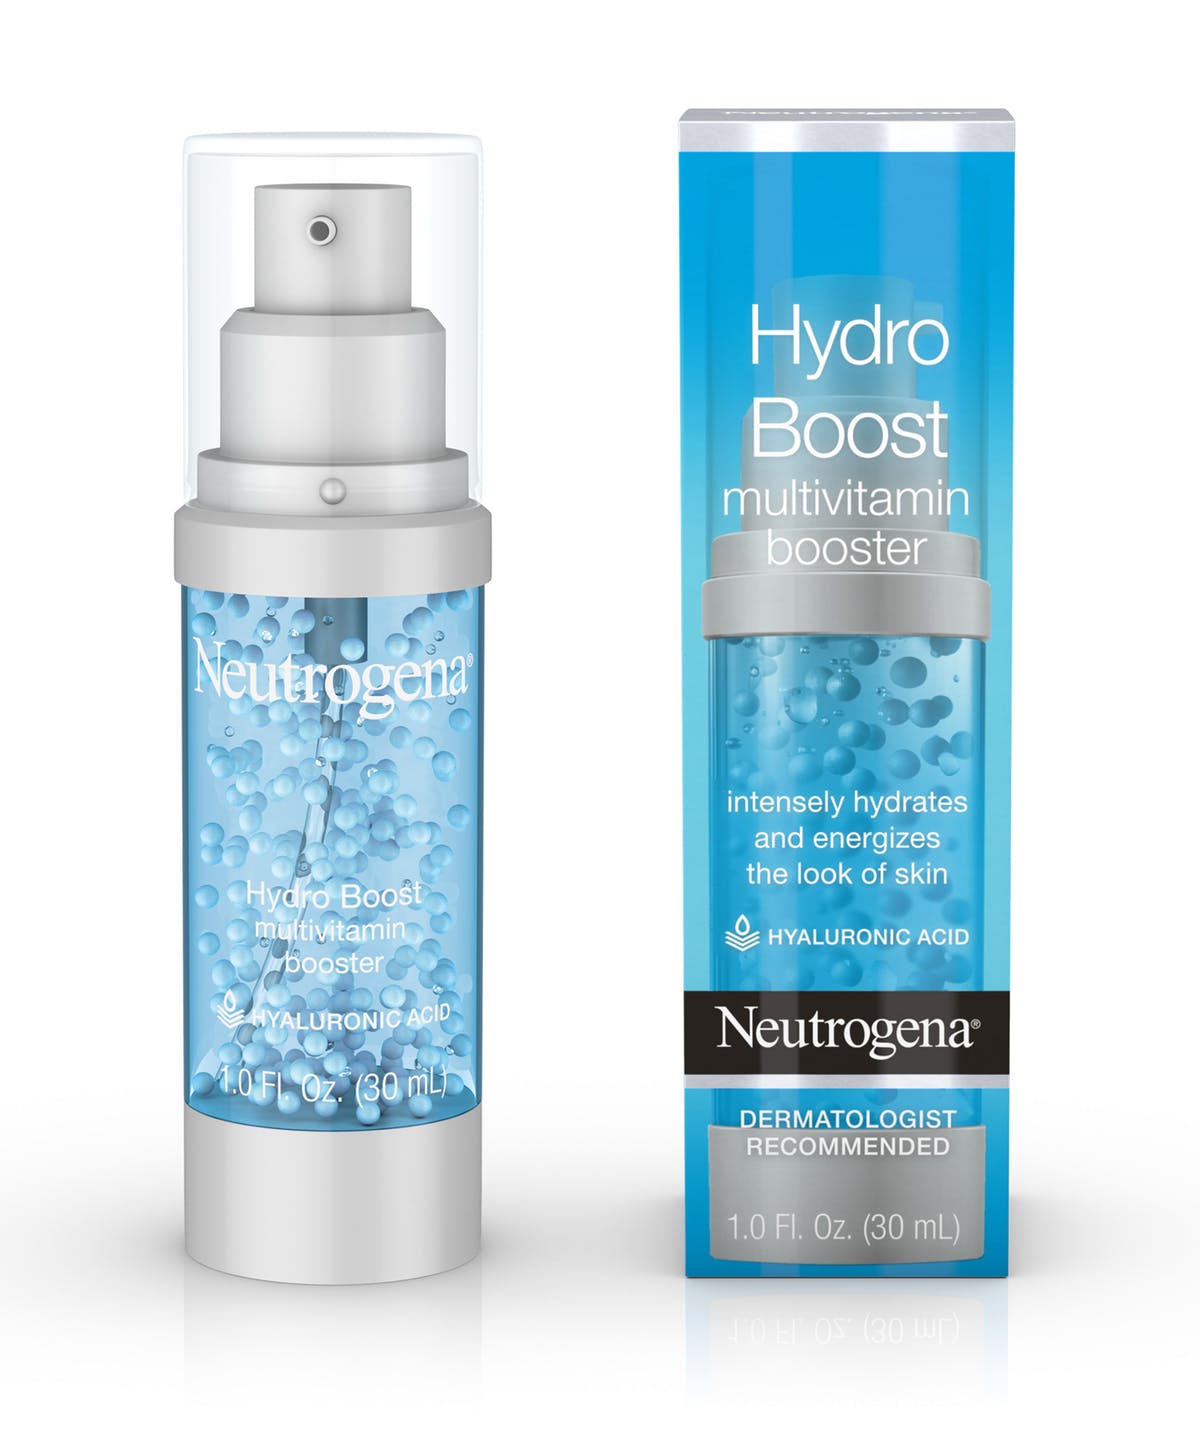 Neutrogena®
Hydro Boost
multivitamin
booster
HYALURONIC ACID
1.0 Fl. Oz. (30 mL)
Neutrogena®
Hydro
Boost
multivitamin
booster
intensely hydrates
and energizes
the look of skin
HYALURONIC ACID
Neutrogena®
DERMATOLOGIST
RECOMMENDED
1.0 Fl. Oz. (30 mL)